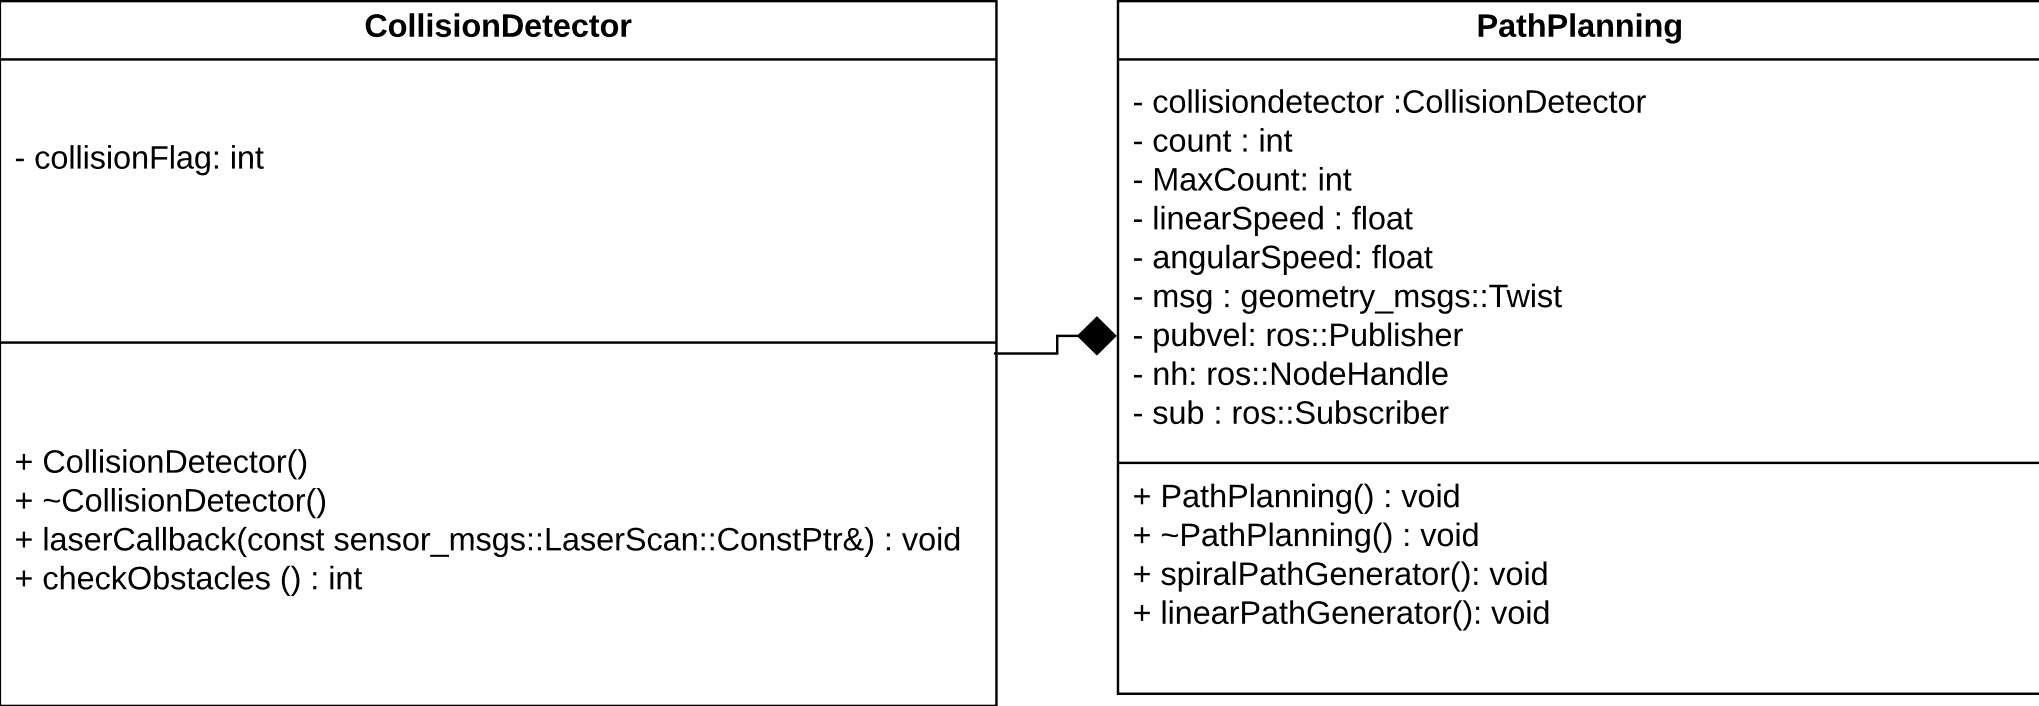 CollisionDetector
- collisionFlag: int
+ CollisionDetector()
+ ~CollisionDetector()
+ laserCallback(const sensor_msgs::LaserScan::ConstPtr&) : void
+ checkObstacles () : int
PathPlanning
- collisiondetector :CollisionDetector
- count : int
- MaxCount: int
- linearSpeed : float
- angularSpeed: float
- msg : geometry_msgs::Twist
- pubvel: ros::Publisher
- nh: ros::NodeHandle
- sub : ros::Subscriber
+ PathPlanning() : void
+ ~PathPlanning() : void
+ spiralPathGenerator(): void
+ linearPathGenerator(): void